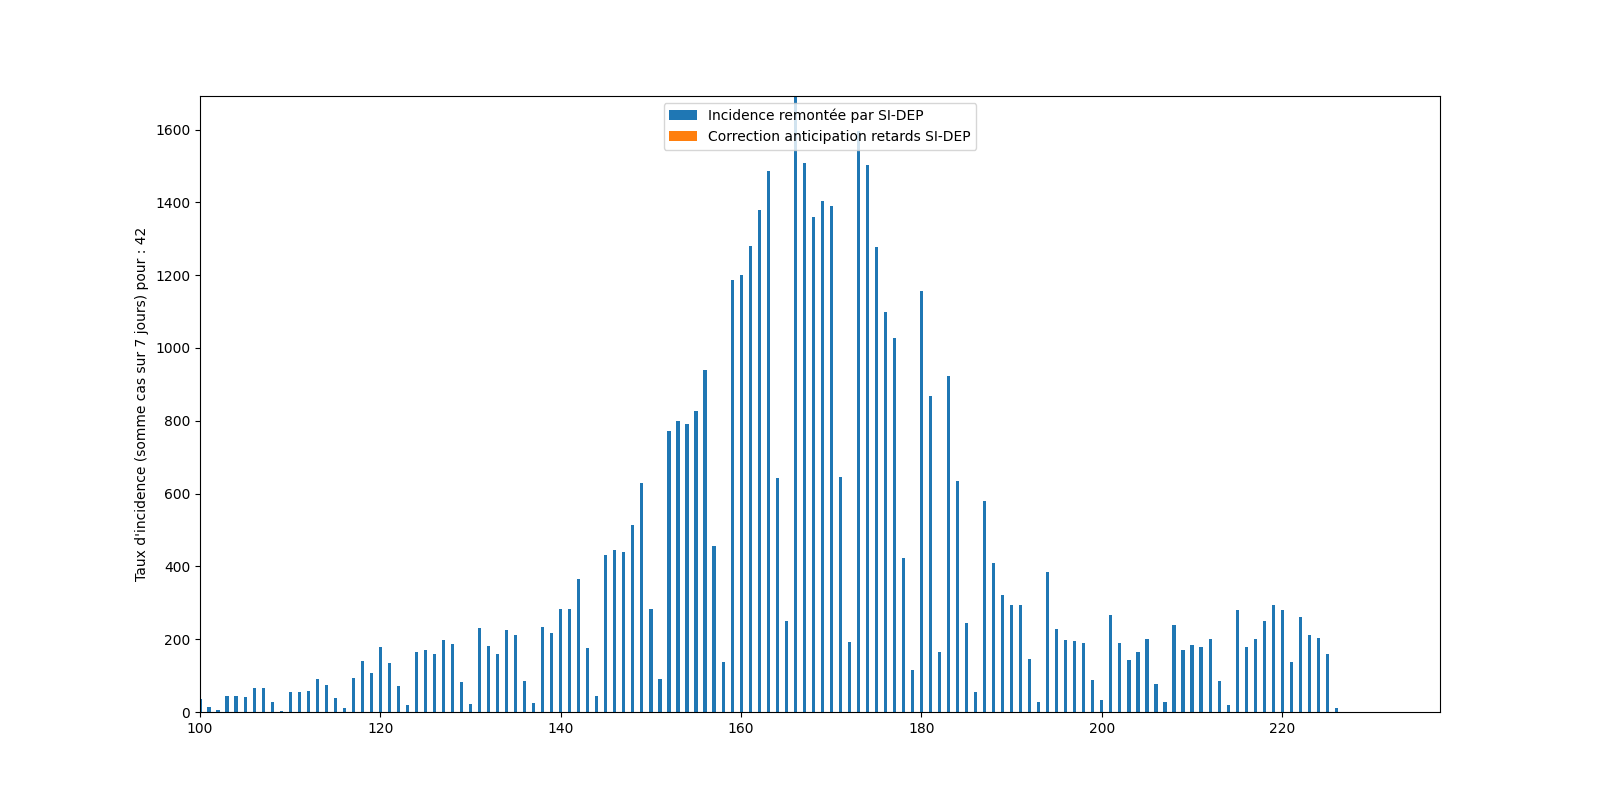 Incidence remontée par SI-DEP
Correction anticipation retards SI-DEP
Taux d'incidence (somme cas sur 7 jours) pour : 42
1600
1400
1200
1000
800
600
400
200
0
100 120 140 160 180 200 220